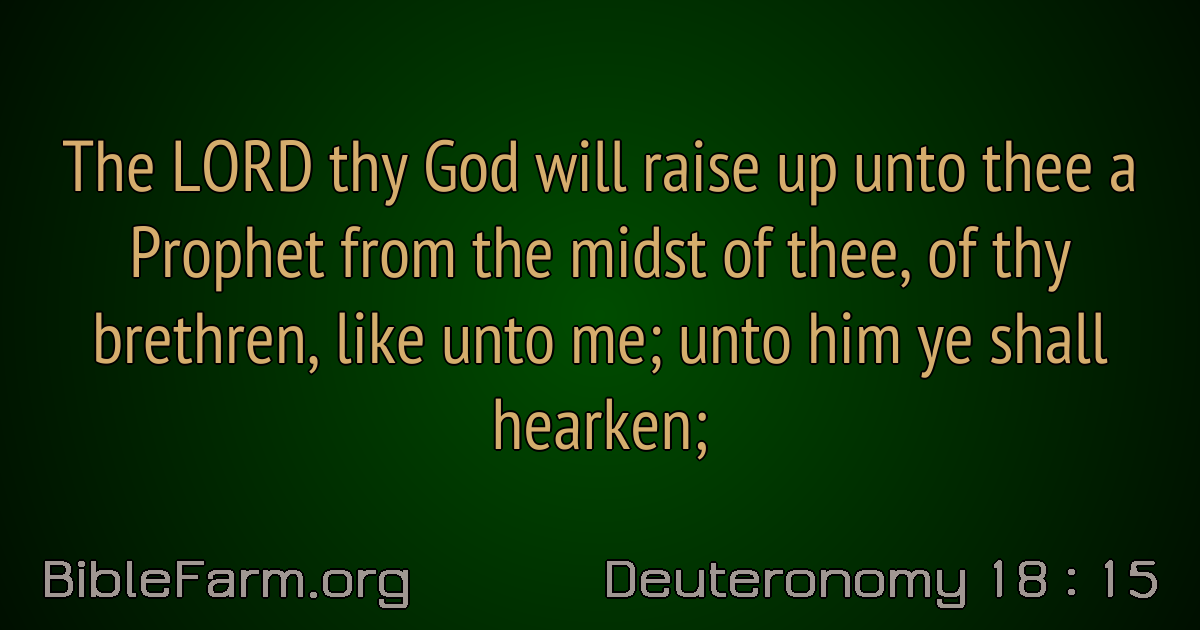 The LORD thy God will raise up unto thee a
Prophet from the midst of thee, of thy
brethren, like unto me; unto him ye shall
hearken;
BibleFarm.org
Deuteronomy 18 : 15